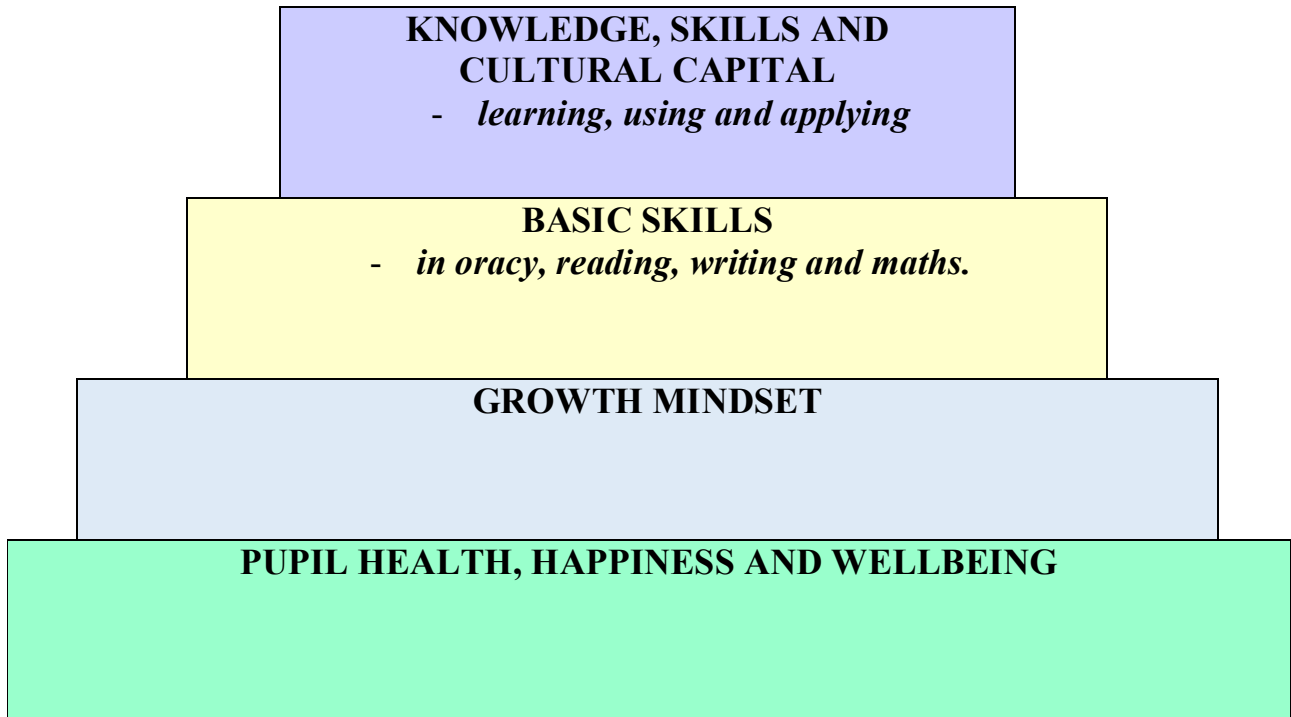 KNOWLEDGE, SKILLS AND
CULTURAL CAPITAL
- learning, using and applying
BASIC SKILLS
- in oracy, reading, writing and maths.
GROWTH MINDSET
PUPIL HEALTH, HAPPINESS AND WELLBEING